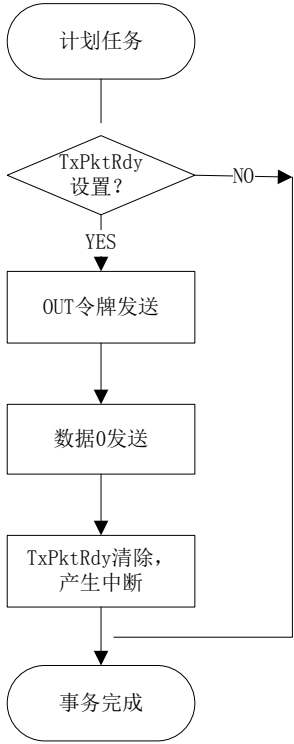 计划任务
TxPktRdy
设置？
NO
YES
OUT令牌发送
数据0发送
TxPktRdy清除，
产生中断
事务完成